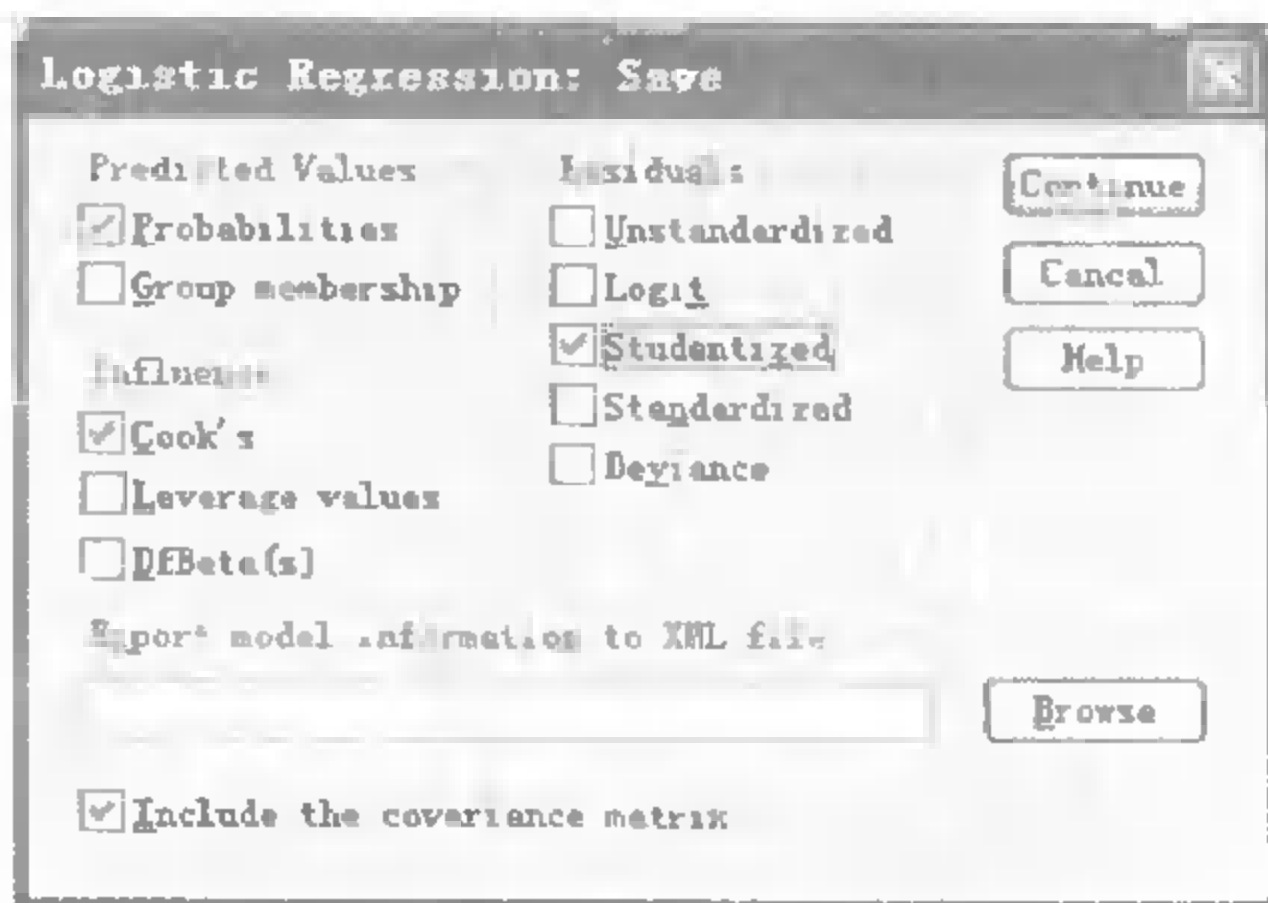 Logistic Regression: Save
Predicted Values
Probabilities
Group membership
Influence
Cook's
Leverage values
DfBeta(s)
Residuals
Unstandardized
Logit
Studentized
Standardized
Deviance
Continue
Cancel
Help
Export model information to XML file
Browse
Include the covariance matrix